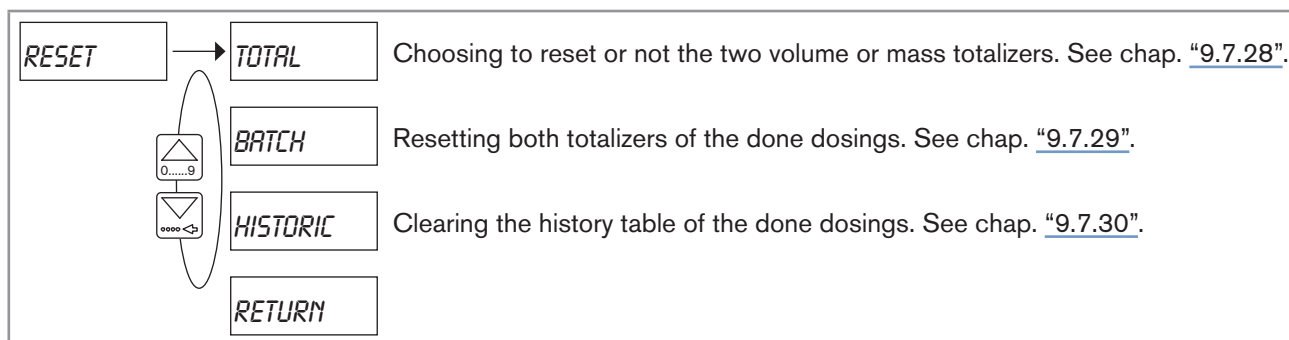 RESET
TOTAL Choosing to reset or not the two volume or mass totalizers. See chap. “9.7.28”.
BATCH Resetting both totalizers of the done dosings. See chap. “9.7.29”.
0......9
HISTORIC Clearing the history table of the done dosings. See chap. “9.7.30”.
RETURN